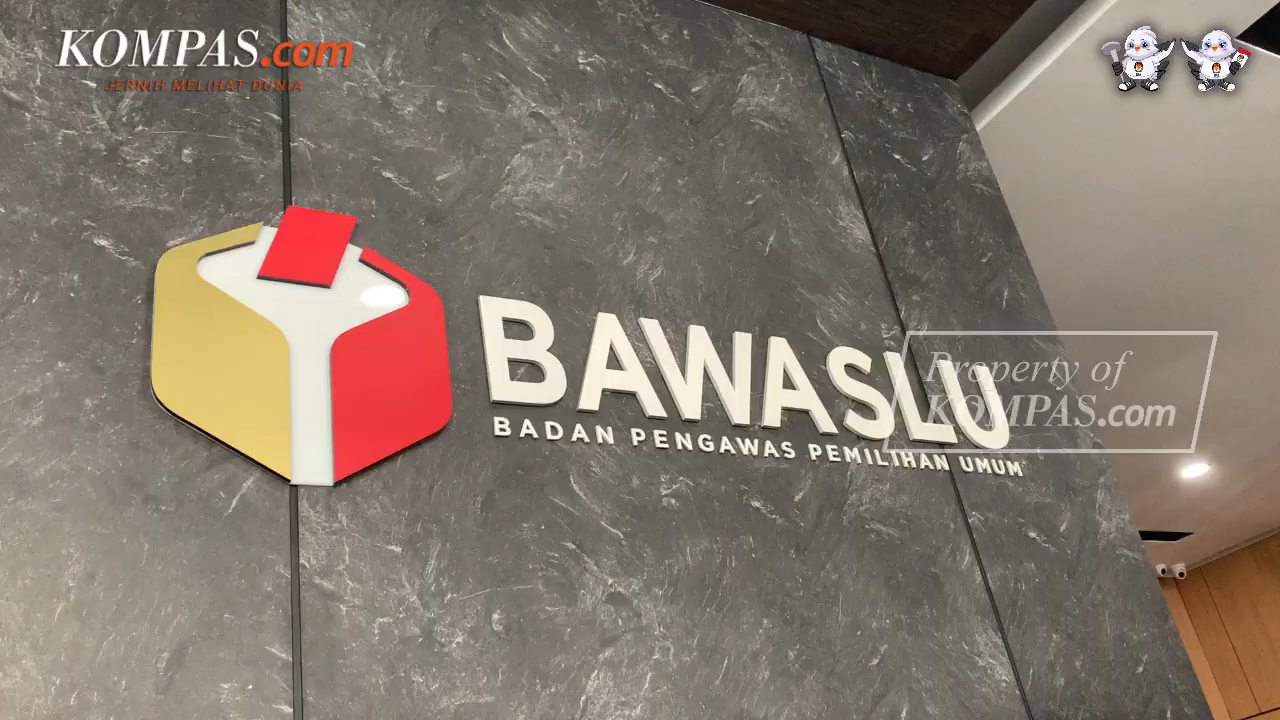 KOMPAS.com
JERNIH MELIHAT DUNIA
BAWASLU
BADAN PENGAWAS PEMILIHAN UMUM
Property of
KOMPAS.com